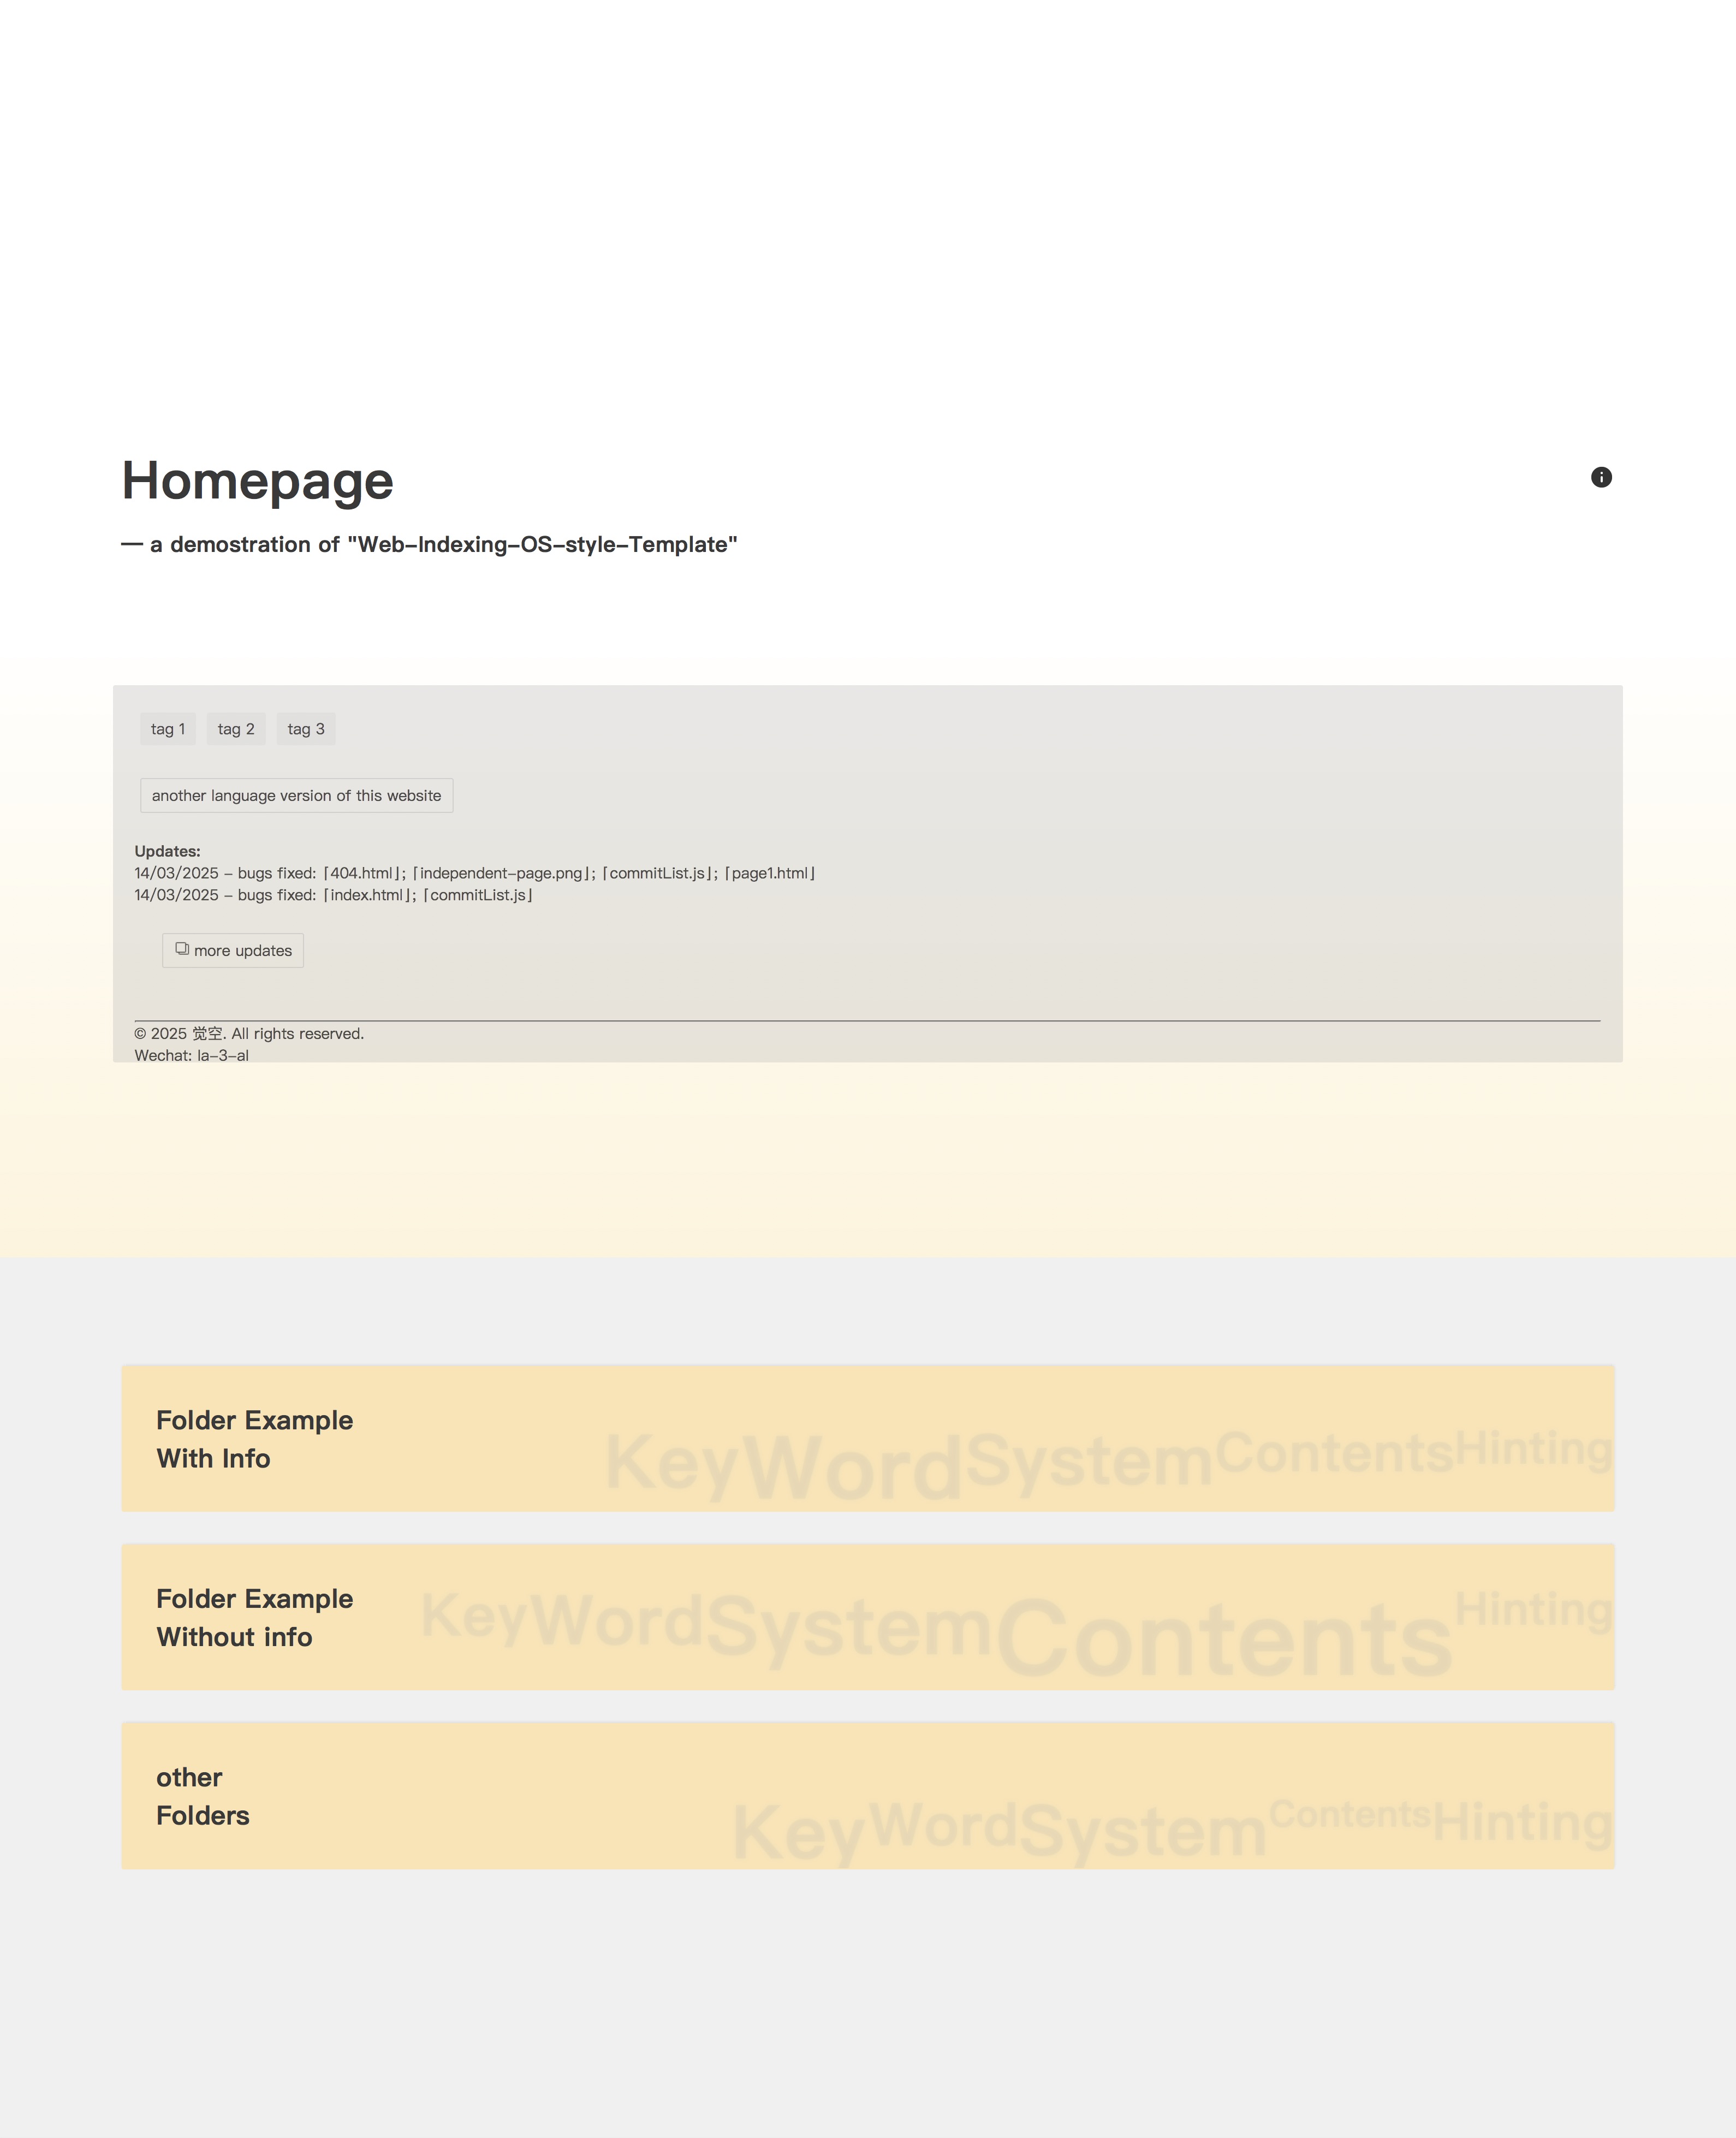 Homepage
— a demostration of "Web-Indexing-OS-style-Template"
tag 1 tag 2 tag 3
another language version of this website
Updates:
14/03/2025 - bugs fixed: ⌈404.html⌋; ⌈independent-page.png⌋; ⌈commitList.js⌋; ⌈page1.html⌋
14/03/2025 - bugs fixed: ⌈index.html⌋; ⌈commitList.js⌋
more updates
© 2025 觉空. All rights reserved.
Wechat: la-3-al
Folder Example
With Info
KeyWordSystemContentsHinting
Folder Example
Without info
KeyWordSystemContentsHinting
other
Folders
KeyWordSystemContentsHinting